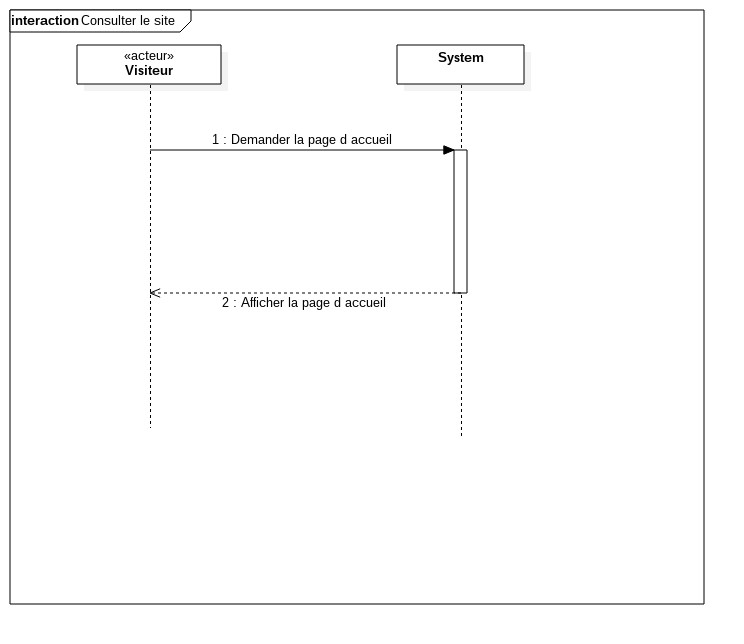 interaction Consulter le site
«acteur»
Visiteur
System
1 : Demander la page d accueil
2 : Afficher la page d accueil